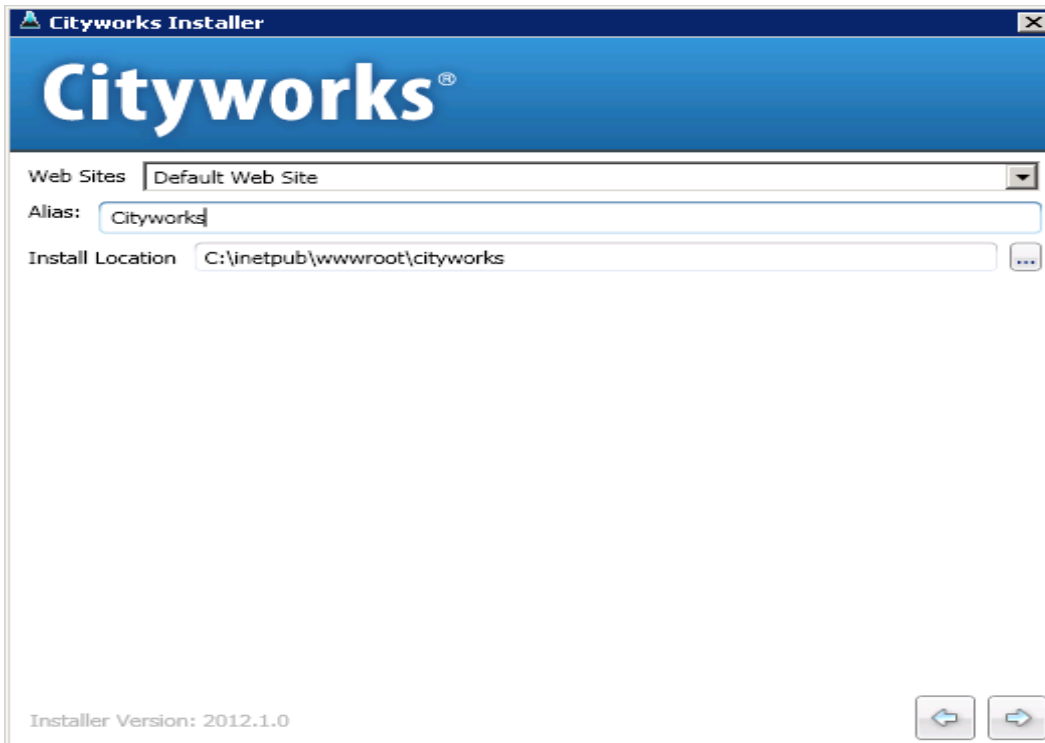 Cityworks Installer
Cityworks®
Web Sites Default Web Site
Alias: Cityworks
Install Location C:\inetpub\wwwroot\cityworks ...
Installer Version: 2012.1.0